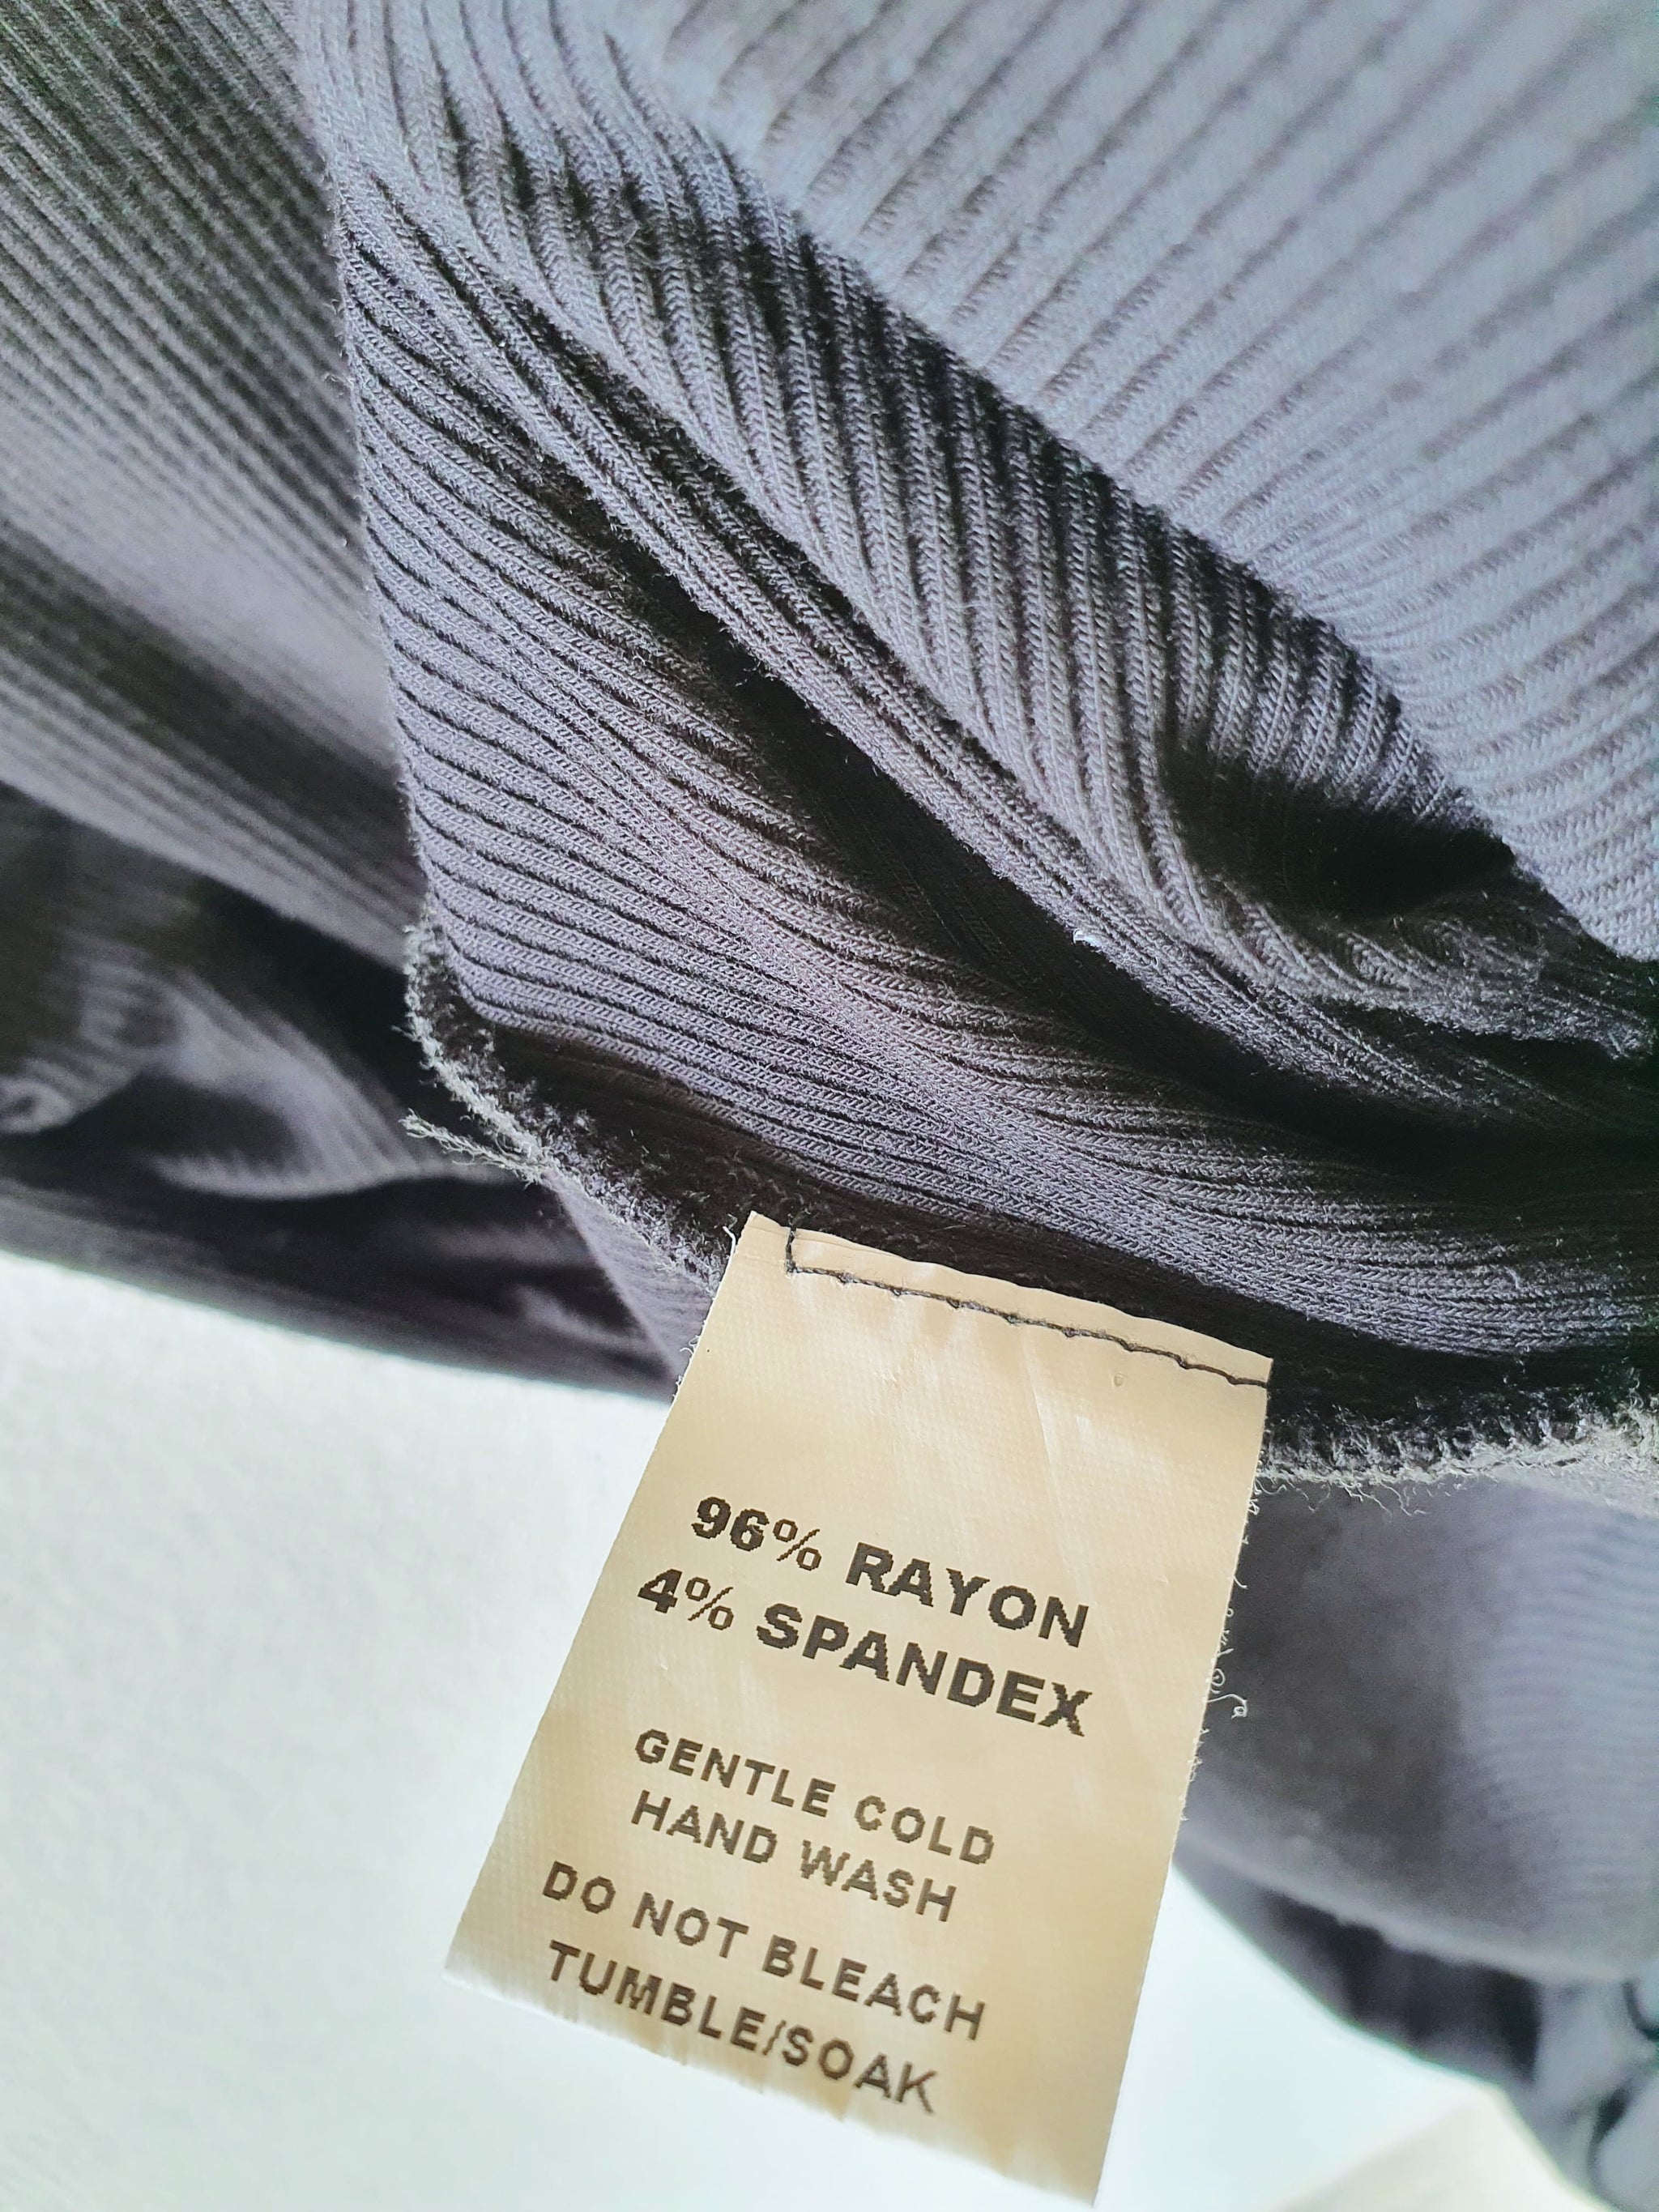 96% RAYON
4% SPANDEX
GENTLE COLD
HAND WASH
DO NOT BLEACH
TUMBLE/SOAK